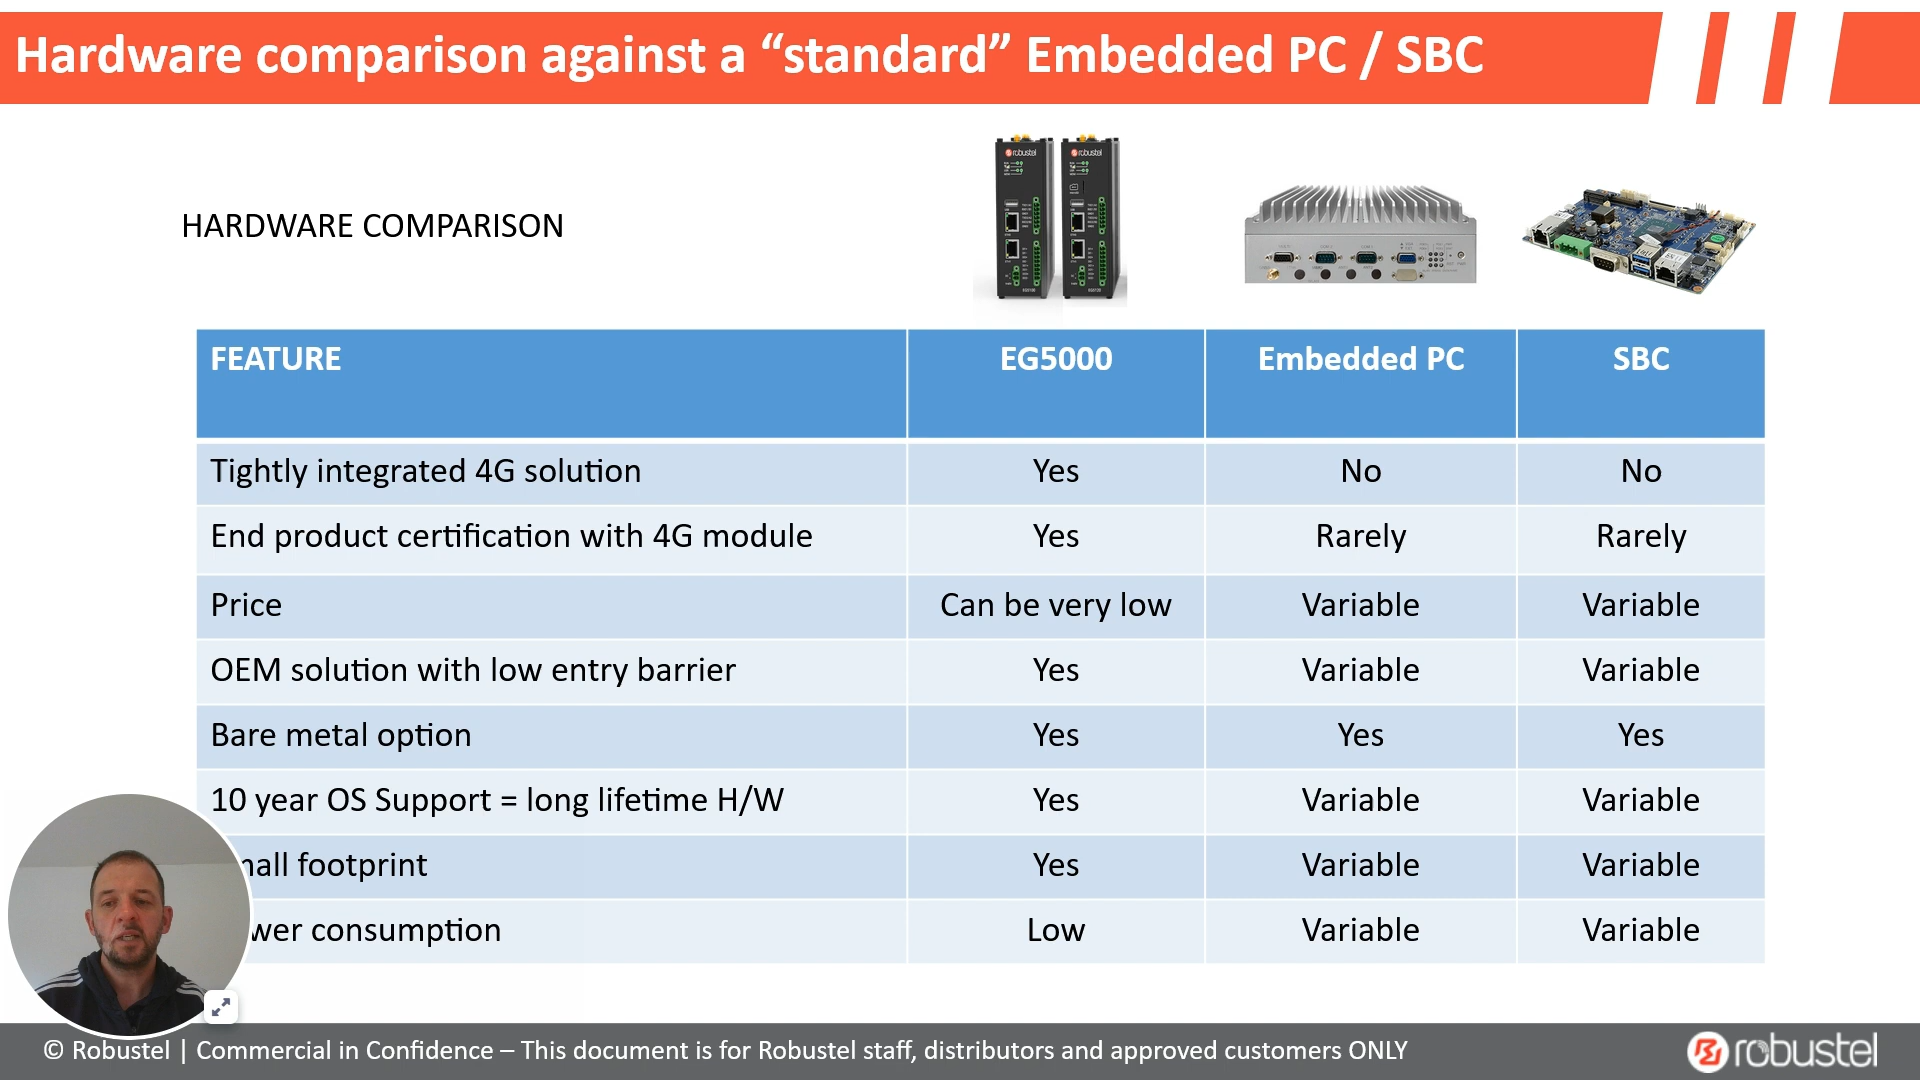 Hardware comparison against a “standard” Embedded PC / SBC
robustel robustel
HARDWARE COMPARISON
FEATURE EG5000 Embedded PC SBC
Tightly integrated 4G solution Yes No No
End product certification with 4G module Yes Rarely Rarely
Price Can be very low Variable Variable
OEM solution with low entry barrier Yes Variable Variable
Bare metal option Yes Yes Yes
10 year OS Support = long lifetime H/W Yes Variable Variable
mall footprint Yes Variable Variable
wer consumption Low Variable Variable
© Robustel | Commercial in Confidence – This document is for Robustel staff, distributors and approved customers ONLY
robustel